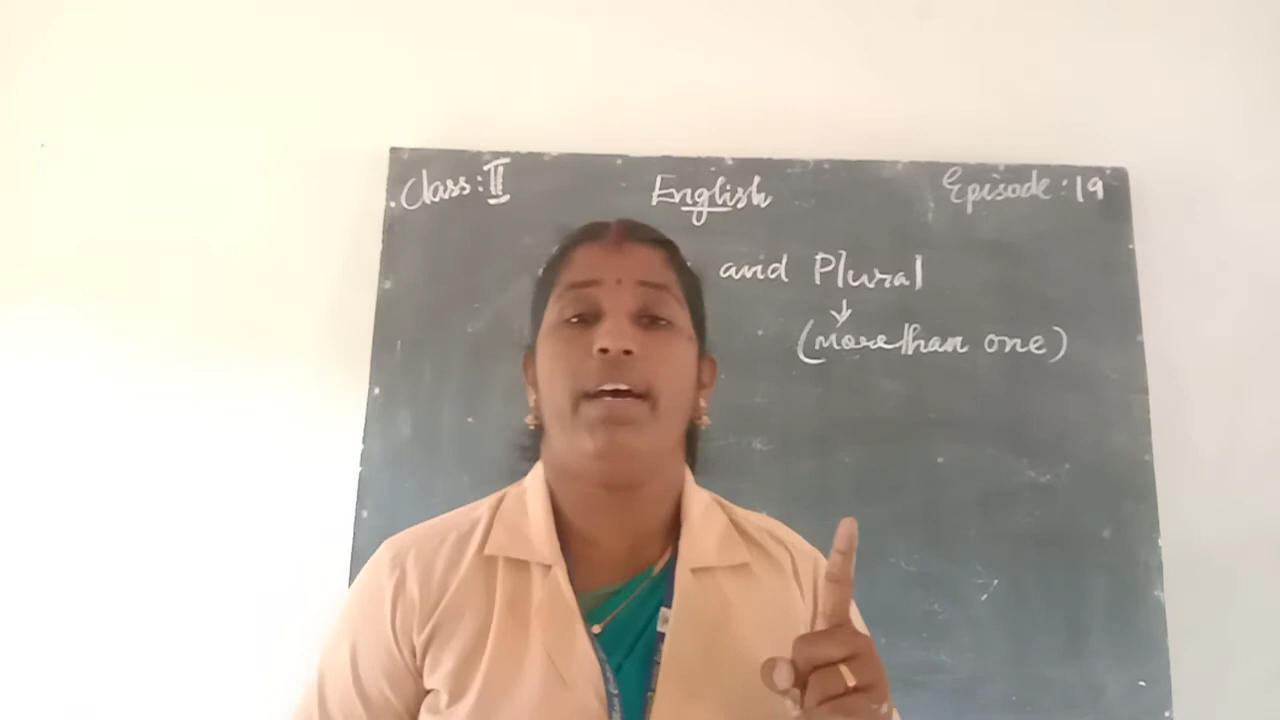 Class: II English Episode: 19
and Plural
↓
(more than one)